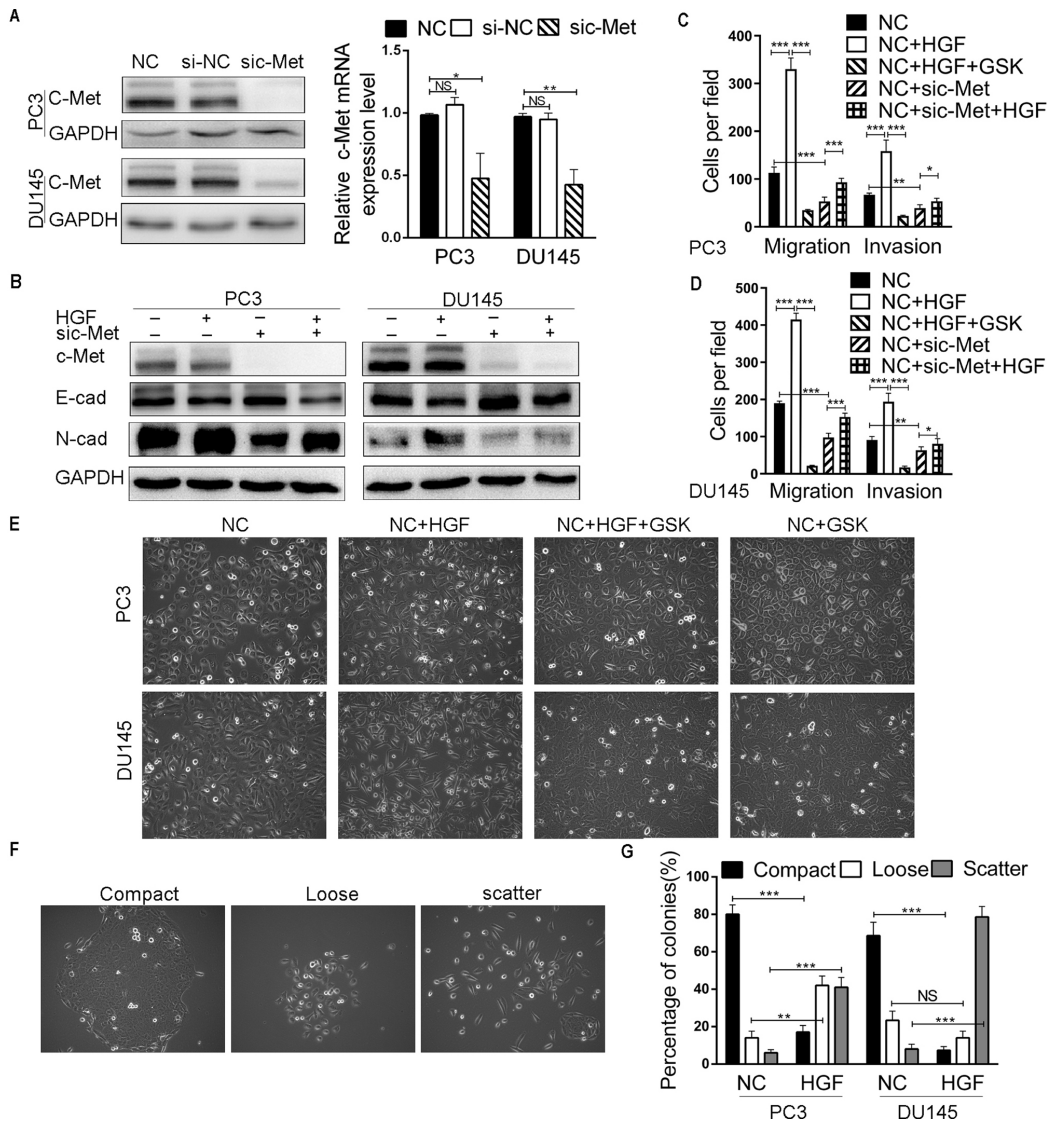 A
NC si-NC sic-Met
PC3
C-Met
GAPDH
DU145
C-Met
GAPDH
NC si-NC sic-Met
Relative c-Met mRNA
expression level
1.5
1.0
0.5
0.0
*
NS
**
NS
PC3 DU145
B
PC3 DU145
HGF – + – + – + – +
sic-Met – – + + – – + +
c-Met
E-cad
N-cad
GAPDH
C
NC
NC+HGF
NC+HGF+GSK
NC+sic-Met
NC+sic-Met+HGF
Cells per field
400
300
200
100
0
*** ***
***
***
*** ***
**
*
PC3 Migration Invasion
D
NC
NC+HGF
NC+HGF+GSK
NC+sic-Met
NC+sic-Met+HGF
Cells per field
500
400
300
200
100
0
*** ***
***
***
*** ***
**
*
DU145 Migration Invasion
E
NC NC+HGF NC+HGF+GSK NC+GSK
PC3
DU145
F
Compact Loose scatter
G
Compact Loose Scatter
Percentage of colonies(%)
80
60
40
20
0
***
***
**
***
NS
***
NC HGF NC HGF
PC3 DU145